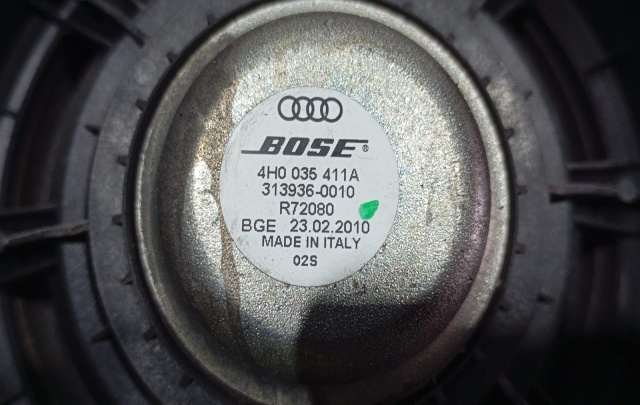 BOSE®
4H0 035 411A
313936-0010
R72080
BGE 23.02.2010
MADE IN ITALY
02S